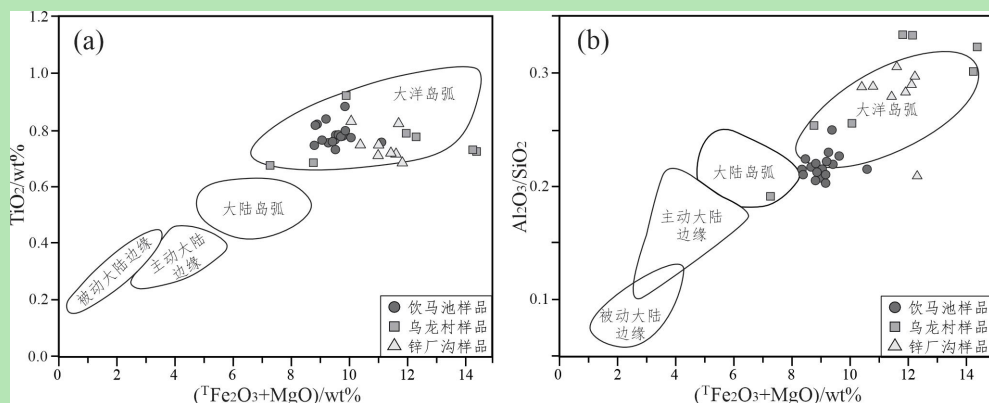 (a)
TiO2/wt%
1.2
1.0
0.8
0.6
0.4
0.2
0.0
大洋岛弧
大陆岛弧
被动大陆边缘
主动大陆
边缘
饮马池样品
乌龙村样品
锌厂沟样品
0 2 4 6 8 10 12 14
(TFe2O3+MgO)/wt%
(b)
Al2O3/SiO2
0.3
0.2
0.1
大洋岛弧
大陆岛弧
主动大陆
边缘
被动大陆
边缘
饮马池样品
乌龙村样品
锌厂沟样品
0 2 4 6 8 10 12 14
(TFe2O3+MgO)/wt%